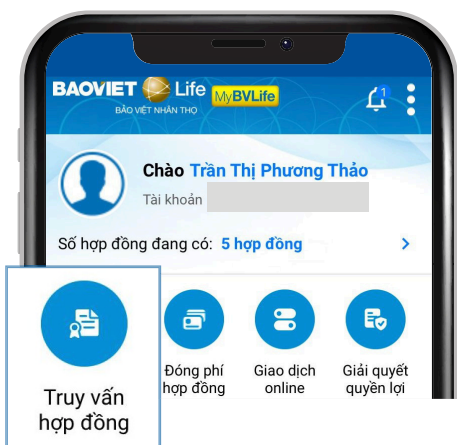 BAOVIET Life MyBVLife
BẢO VIỆT NHÂN THỌ
1
Chào Trần Thị Phương Thảo
Tài khoản
Số hợp đồng đang có: 5 hợp đồng
Truy vấn
hợp đồng
Đóng phí
hợp đồng
Giao dịch
online
Giải quyết
quyền lợi